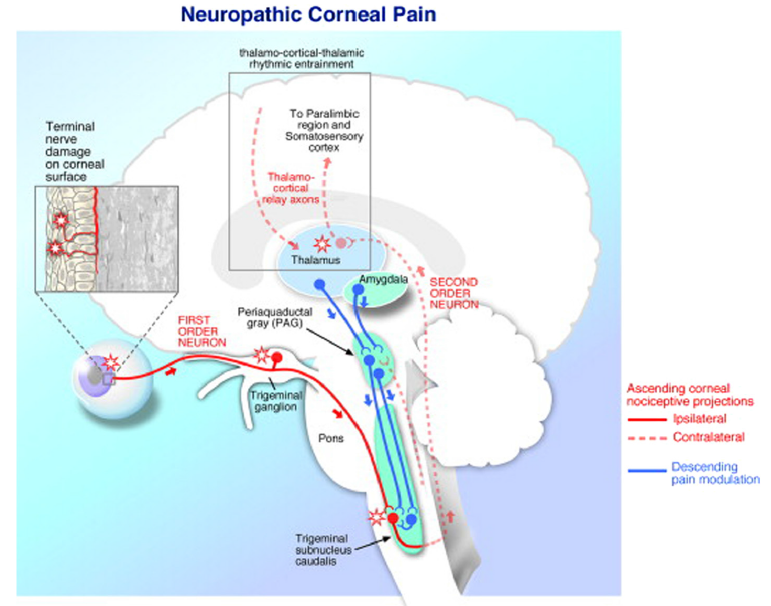 Neuropathic Corneal Pain
thalamo-cortical-thalamic
rhythmic entrainment
To Paralimbic
region and
Somatosensory
cortex
Terminal
nerve
damage
on corneal
surface
Thalamo-
cortical
relay axons
Thalamus
Amygdala
SECOND
ORDER
NEURON
Periaquaductal
gray (PAG)
FIRST
ORDER
NEURON
Trigeminal
ganglion
Pons
Trigeminal
subnucleus
caudalis
Ascending corneal
nociceptive projections
Ipsilateral
Contralateral
Descending
pain modulation